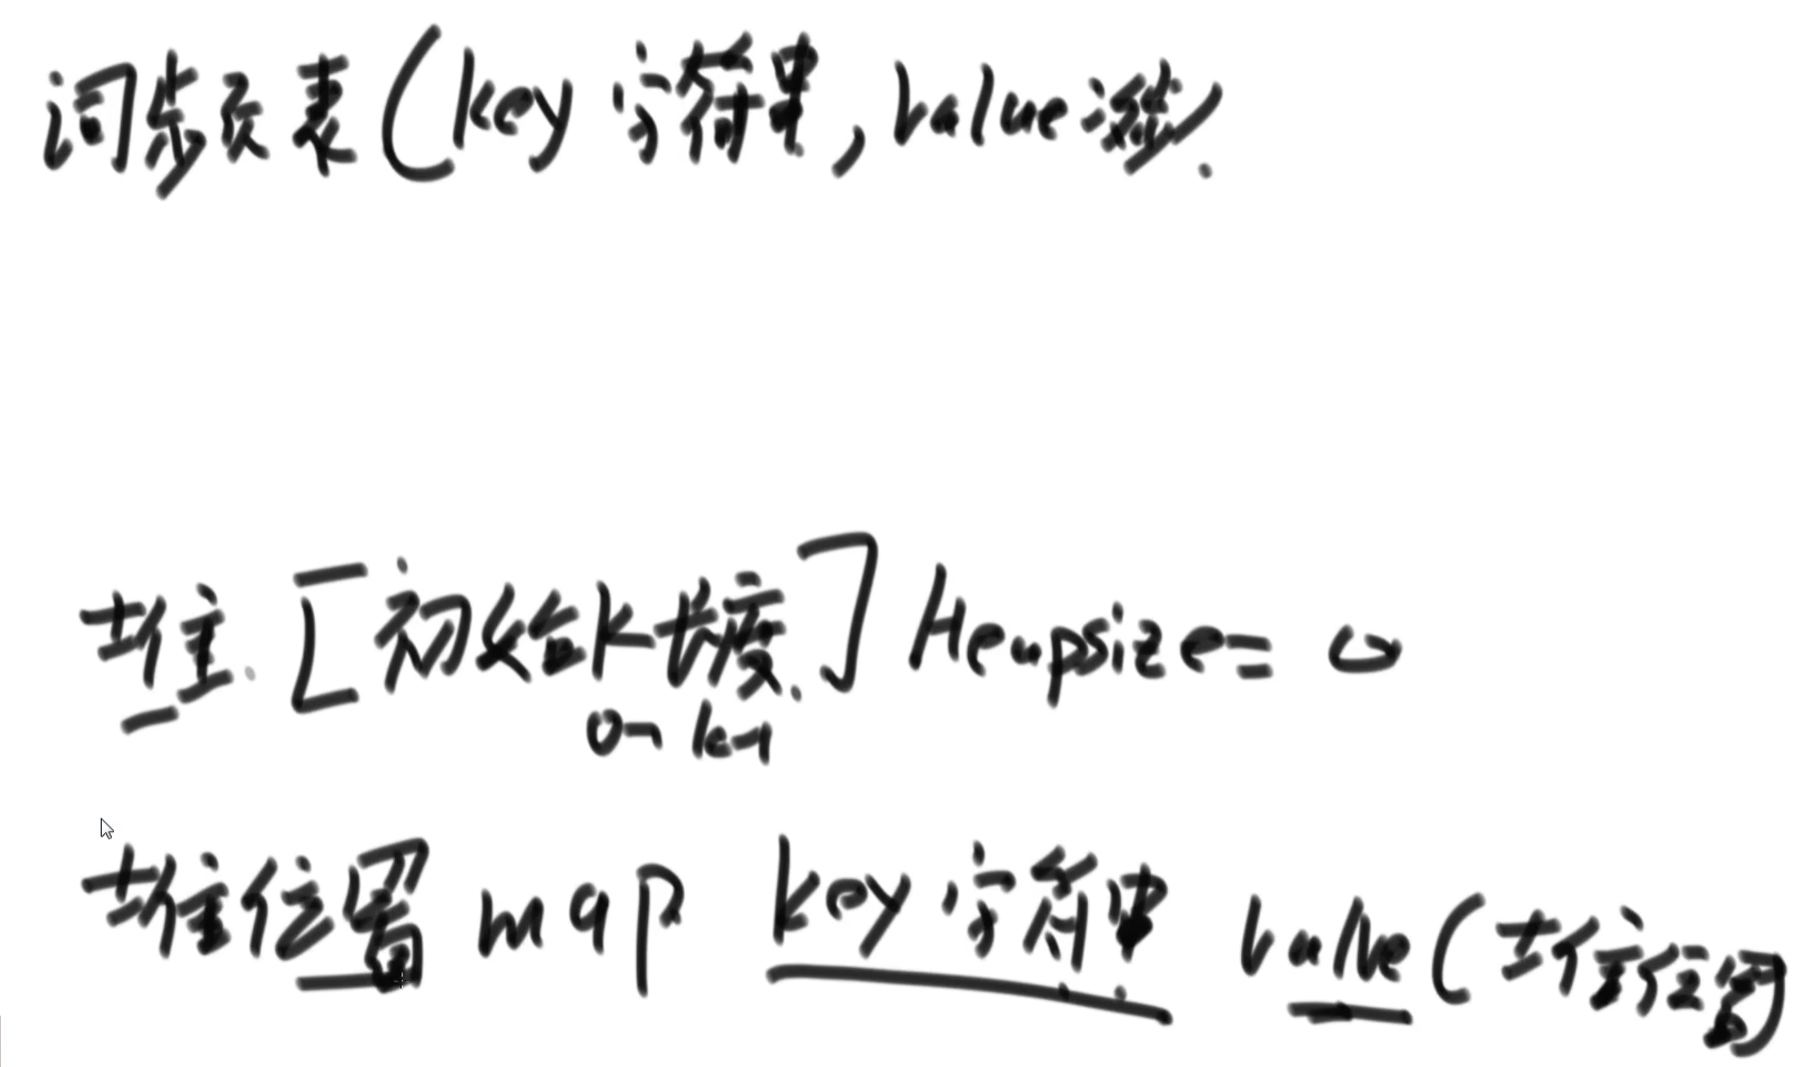 词频表(key 字符串, value 次数).
堆 [初始K长度.] Heapsize= 0
0~k-1
堆位置 map key 字符串 value(堆位置)